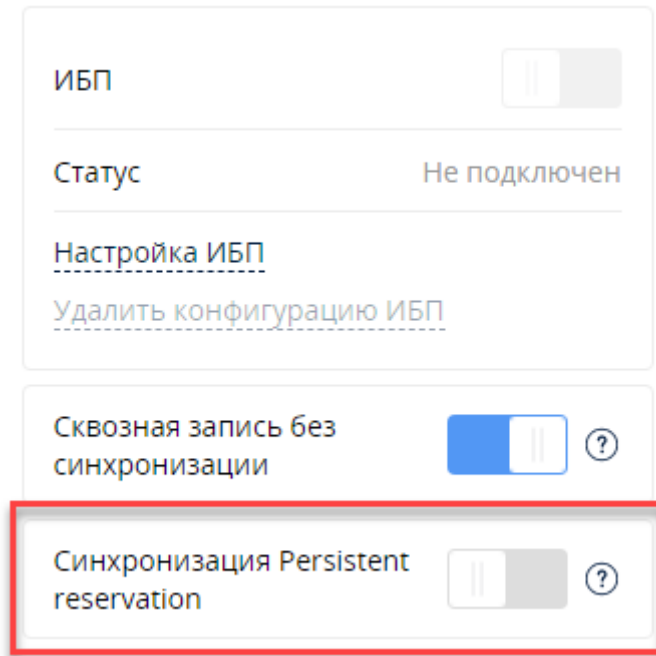 ИБП
Статус Не подключен
Настройка ИБП
Удалить конфигурацию ИБП
Сквозная запись без
синхронизации ?
Синхронизация Persistent
reservation ?